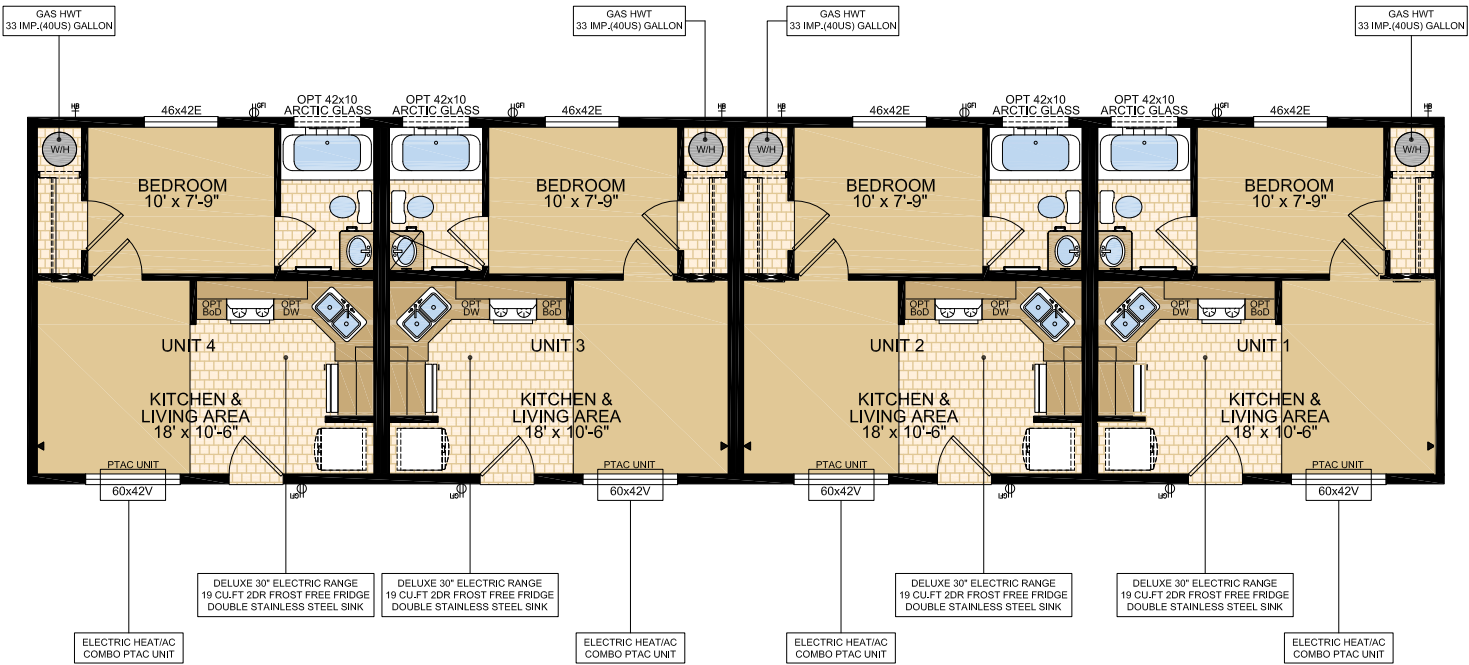 GAS HWT
33 IMP.(40US) GALLON
GAS HWT
33 IMP.(40US) GALLON
GAS HWT
33 IMP.(40US) GALLON
GAS HWT
33 IMP.(40US) GALLON
HB
46x42E
GFI
OPT 42x10
ARCTIC GLASS
OPT 42x10
ARCTIC GLASS
GFI
46x42E
HB
HB
46x42E
GFI
OPT 42x10
ARCTIC GLASS
OPT 42x10
ARCTIC GLASS
GFI
46x42E
HB
W/H
W/H
W/H
W/H
BEDROOM
10' x 7'-9"
BEDROOM
10' x 7'-9"
BEDROOM
10' x 7'-9"
BEDROOM
10' x 7'-9"
OPT
BoD
OPT
DW
OPT
DW
OPT
BoD
OPT
BoD
OPT
DW
OPT
DW
OPT
BoD
UNIT 4
UNIT 3
UNIT 2
UNIT 1
KITCHEN &
LIVING AREA
18' x 10'-6"
KITCHEN &
LIVING AREA
18' x 10'-6"
KITCHEN &
LIVING AREA
18' x 10'-6"
KITCHEN &
LIVING AREA
18' x 10'-6"
PTAC UNIT
60x42V
GFI
GFI
PTAC UNIT
60x42V
PTAC UNIT
60x42V
GFI
GFI
PTAC UNIT
60x42V
DELUXE 30" ELECTRIC RANGE
19 CU.FT 2DR FROST FREE FRIDGE
DOUBLE STAINLESS STEEL SINK
DELUXE 30" ELECTRIC RANGE
19 CU.FT 2DR FROST FREE FRIDGE
DOUBLE STAINLESS STEEL SINK
DELUXE 30" ELECTRIC RANGE
19 CU.FT 2DR FROST FREE FRIDGE
DOUBLE STAINLESS STEEL SINK
DELUXE 30" ELECTRIC RANGE
19 CU.FT 2DR FROST FREE FRIDGE
DOUBLE STAINLESS STEEL SINK
ELECTRIC HEAT/AC
COMBO PTAC UNIT
ELECTRIC HEAT/AC
COMBO PTAC UNIT
ELECTRIC HEAT/AC
COMBO PTAC UNIT
ELECTRIC HEAT/AC
COMBO PTAC UNIT